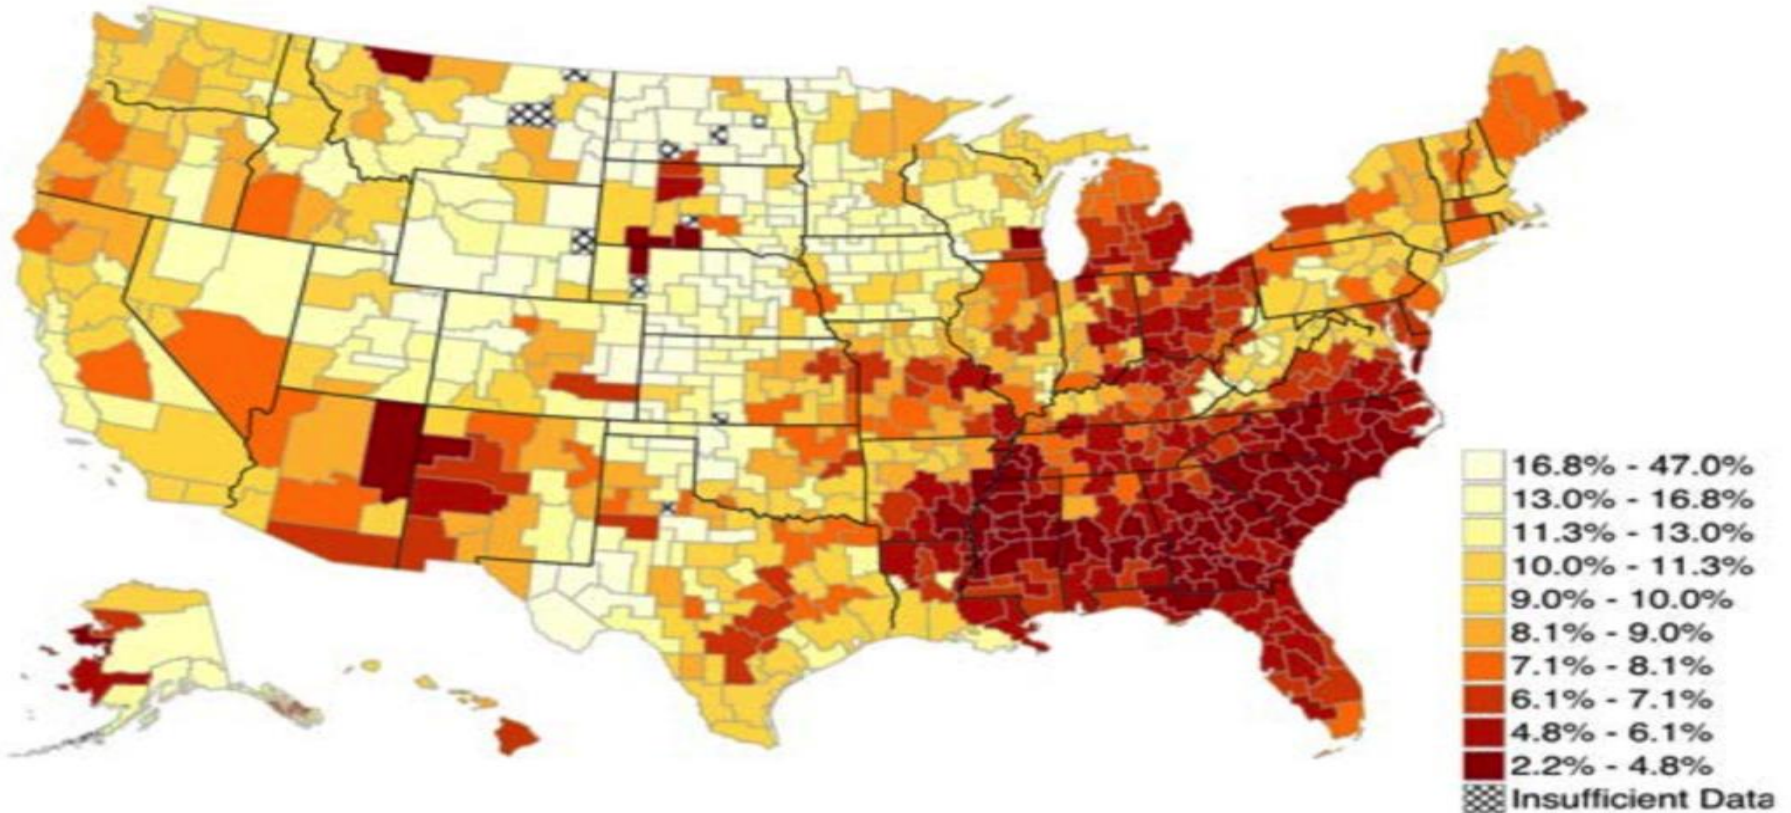 16.8% - 47.0%
13.0% - 16.8%
11.3% - 13.0%
10.0% - 11.3%
9.0% - 10.0%
8.1% - 9.0%
7.1% - 8.1%
6.1% - 7.1%
4.8% - 6.1%
2.2% - 4.8%
Insufficient Data